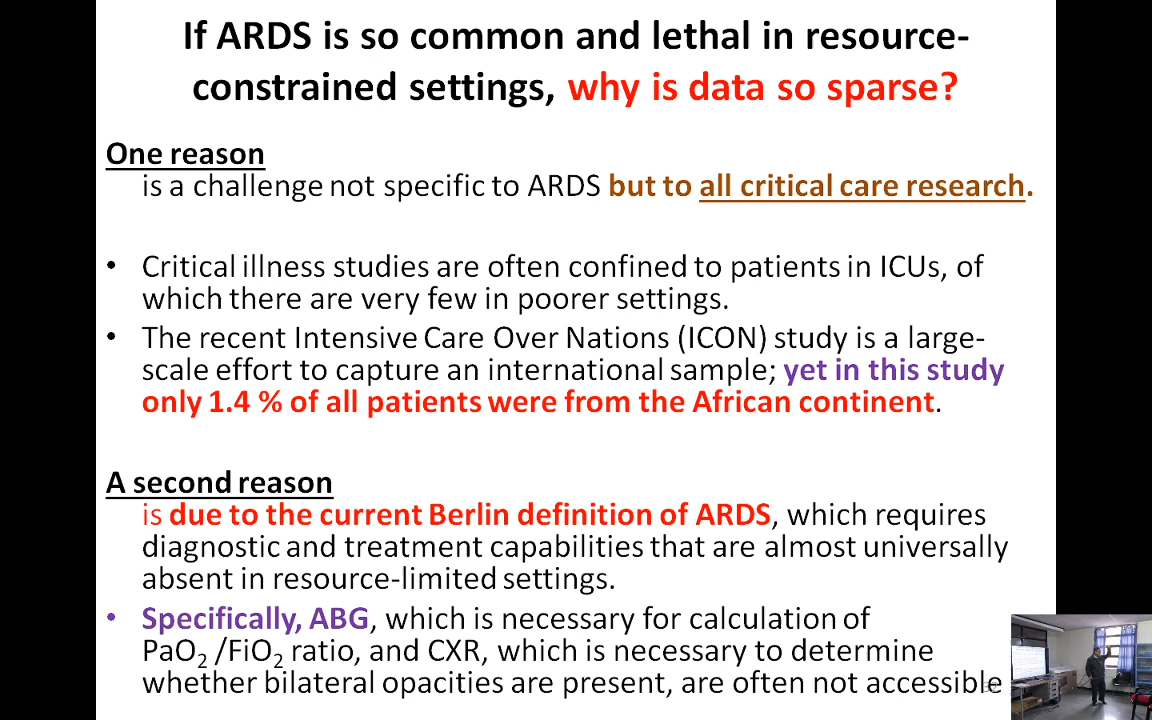 If ARDS is so common and lethal in resource-
constrained settings, why is data so sparse?
One reason
is a challenge not specific to ARDS but to all critical care research.
• Critical illness studies are often confined to patients in ICUs, of
which there are very few in poorer settings.
• The recent Intensive Care Over Nations (ICON) study is a large-
scale effort to capture an international sample; yet in this study
only 1.4 % of all patients were from the African continent.
A second reason
is due to the current Berlin definition of ARDS, which requires
diagnostic and treatment capabilities that are almost universally
absent in resource-limited settings.
• Specifically, ABG, which is necessary for calculation of
PaO₂ /FiO₂ ratio, and CXR, which is necessary to determine
whether bilateral opacities are present, are often not accessible